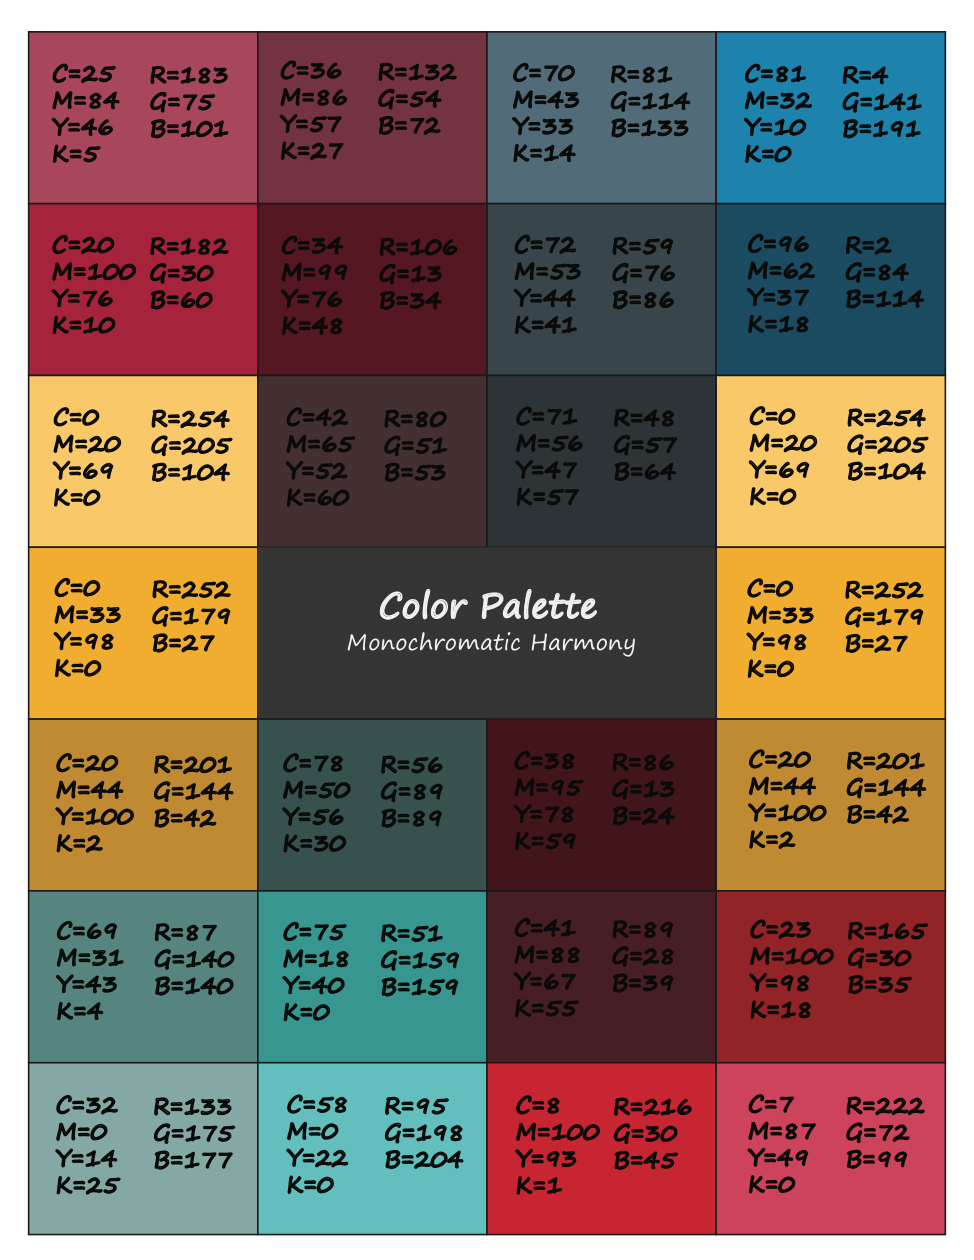 C=25 R=183
M=84 G=75
Y=46 B=101
K=5
C=36 R=132
M=86 G=54
Y=57 B=72
K=27
C=70 R=81
M=43 G=114
Y=33 B=133
K=14
C=81 R=4
M=32 G=141
Y=10 B=191
K=0
C=20 R=182
M=100 G=30
Y=76 B=60
K=10
C=34 R=106
M=99 G=13
Y=76 B=34
K=48
C=72 R=59
M=53 G=76
Y=44 B=86
K=41
C=96 R=2
M=62 G=84
Y=37 B=114
K=18
C=0 R=254
M=20 G=205
Y=69 B=104
K=0
C=42 R=80
M=65 G=51
Y=52 B=53
K=60
C=71 R=48
M=56 G=57
Y=47 B=64
K=57
C=0 R=254
M=20 G=205
Y=69 B=104
K=0
C=0 R=252
M=33 G=179
Y=98 B=27
K=0
Color Palette
Monochromatic Harmony
C=0 R=252
M=33 G=179
Y=98 B=27
K=0
C=20 R=201
M=44 G=144
Y=100 B=42
K=2
C=78 R=56
M=50 G=89
Y=56 B=89
K=30
C=38 R=86
M=95 G=13
Y=78 B=24
K=59
C=20 R=201
M=44 G=144
Y=100 B=42
K=2
C=69 R=87
M=31 G=140
Y=43 B=140
K=4
C=75 R=51
M=18 G=159
Y=40 B=159
K=0
C=41 R=89
M=88 G=28
Y=67 B=39
K=55
C=23 R=165
M=100 G=30
Y=98 B=35
K=18
C=32 R=133
M=0 G=175
Y=14 B=177
K=25
C=58 R=95
M=0 G=198
Y=22 B=204
K=0
C=8 R=216
M=100 G=30
Y=93 B=45
K=1
C=7 R=222
M=87 G=72
Y=49 B=99
K=0